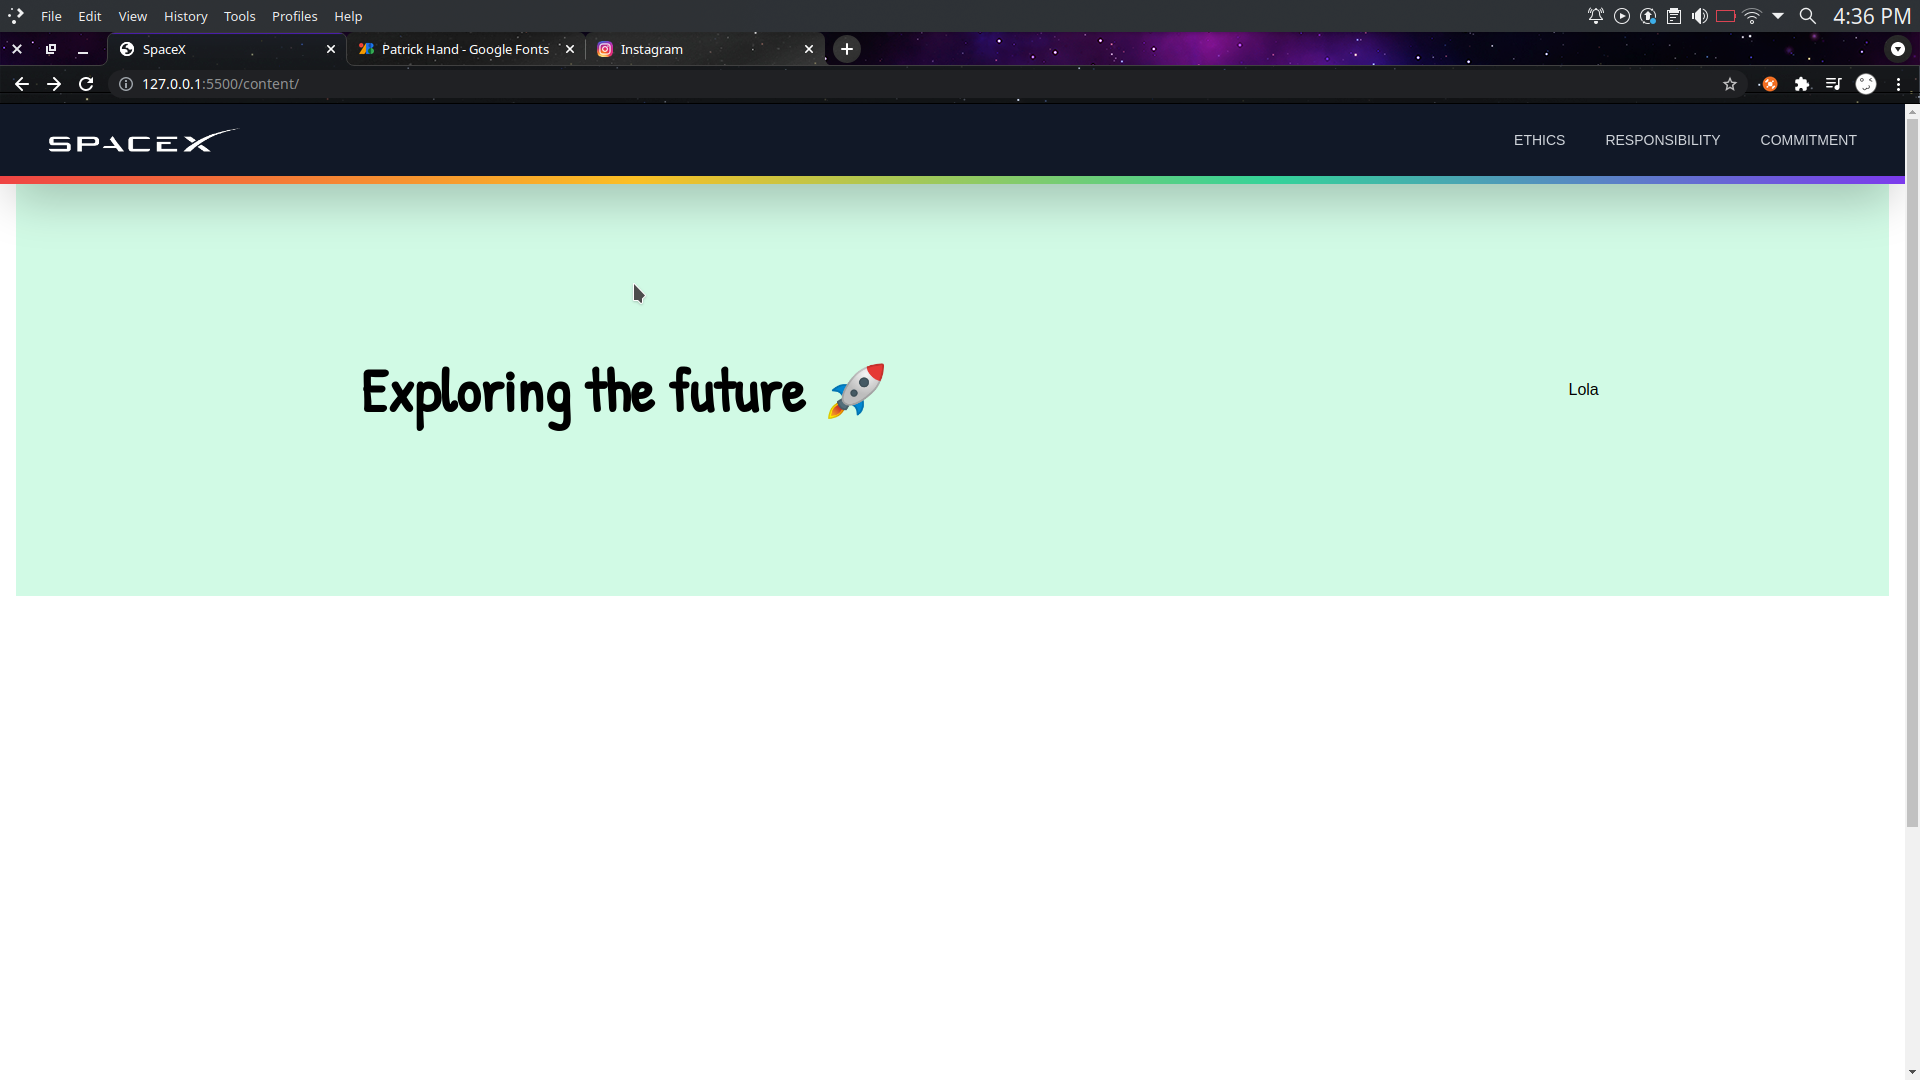 File Edit View History Tools Profiles Help 4:36 PM
SpaceX Patrick Hand - Google Fonts Instagram
127.0.0.1:5500/content/
SPACEX ETHICS RESPONSIBILITY COMMITMENT
Exploring the future 🚀 Lola